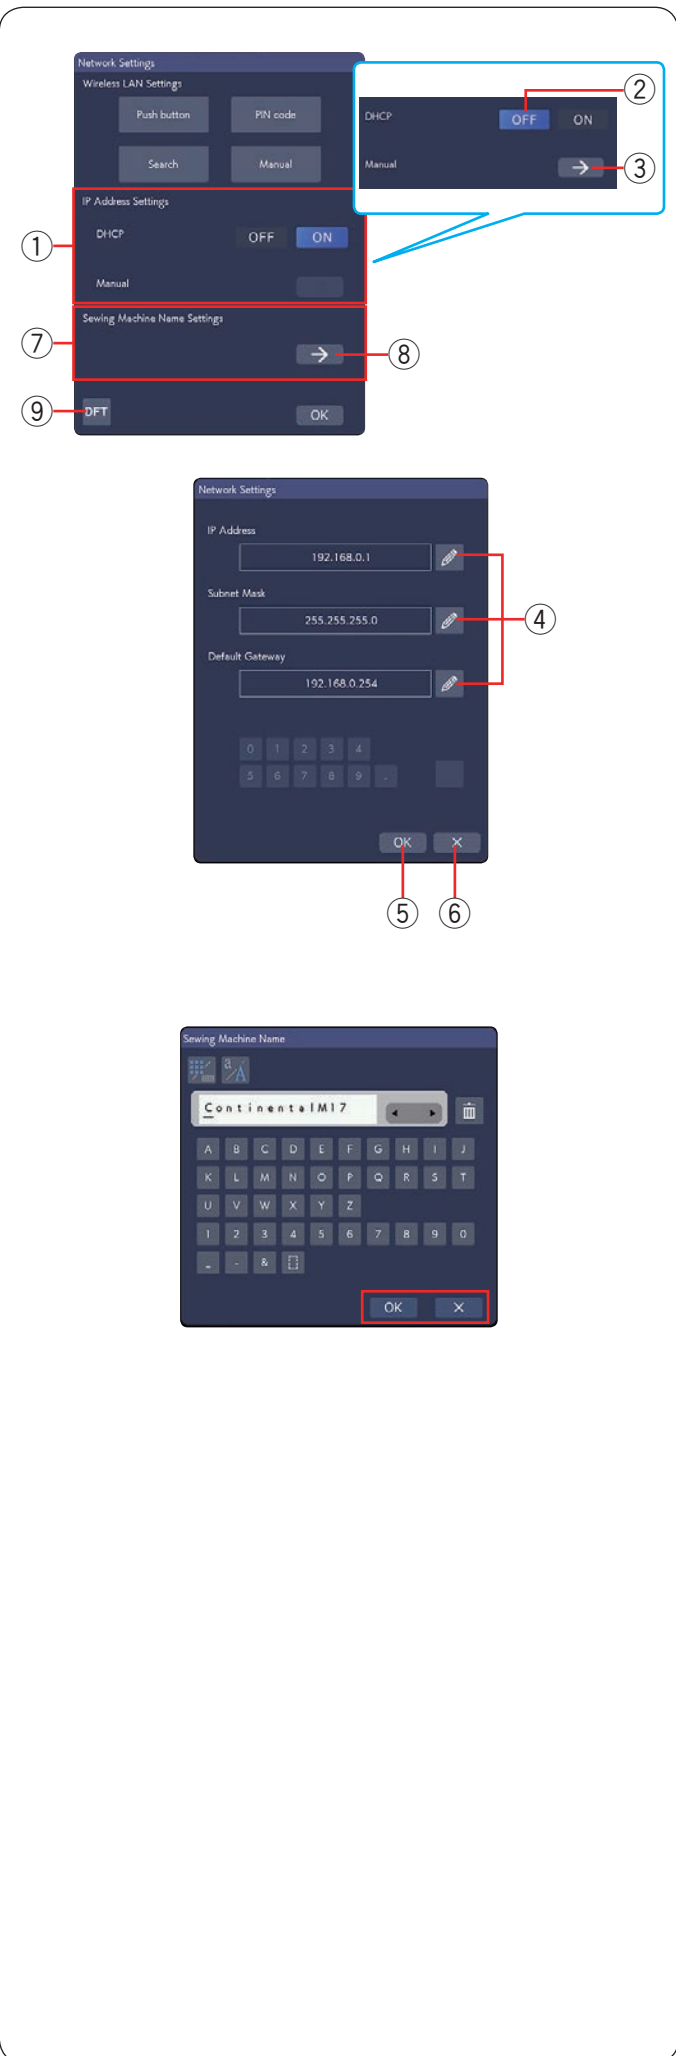 Network Settings
Wireless LAN Settings
Push button PIN code
Search Manual
IP Address Settings
DHCP OFF ON
Manual
Sewing Machine Name Settings
→
DFT OK
DHCP OFF ON
Manual →
①
②
③
⑦
⑧
⑨
Network Settings
IP Address
192.168.0.1
Subnet Mask
255.255.255.0
Default Gateway
192.168.0.254
0 1 2 3 4
5 6 7 8 9 .
OK ×
④
⑤ ⑥
Sewing Machine Name
a/A
ContinentalM17
A B C D E F G H I J
K L M N O P Q R S T
U V W X Y Z
1 2 3 4 5 6 7 8 9 0
_ - &
OK ×